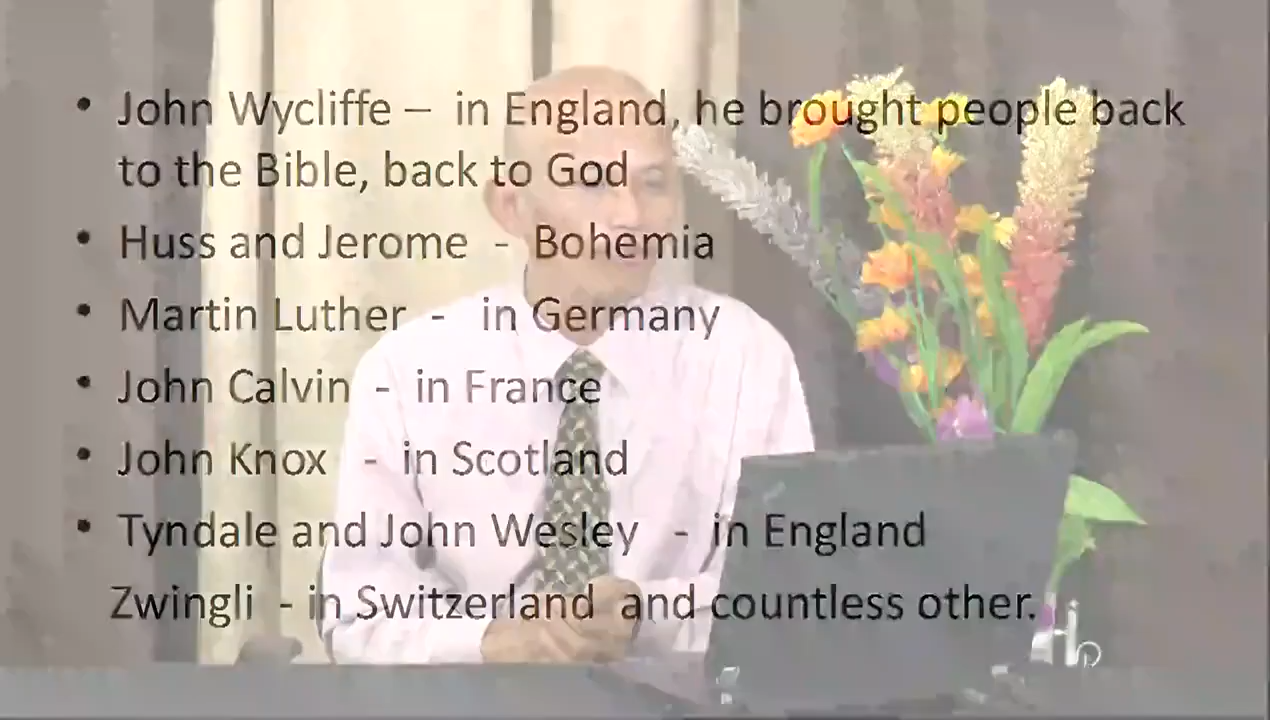 • John Wycliffe – in England, he brought people back
to the Bible, back to God
• Huss and Jerome - Bohemia
• Martin Luther - in Germany
• John Calvin - in France
• John Knox - in Scotland
• Tyndale and John Wesley - in England
Zwingli - in Switzerland and countless other.